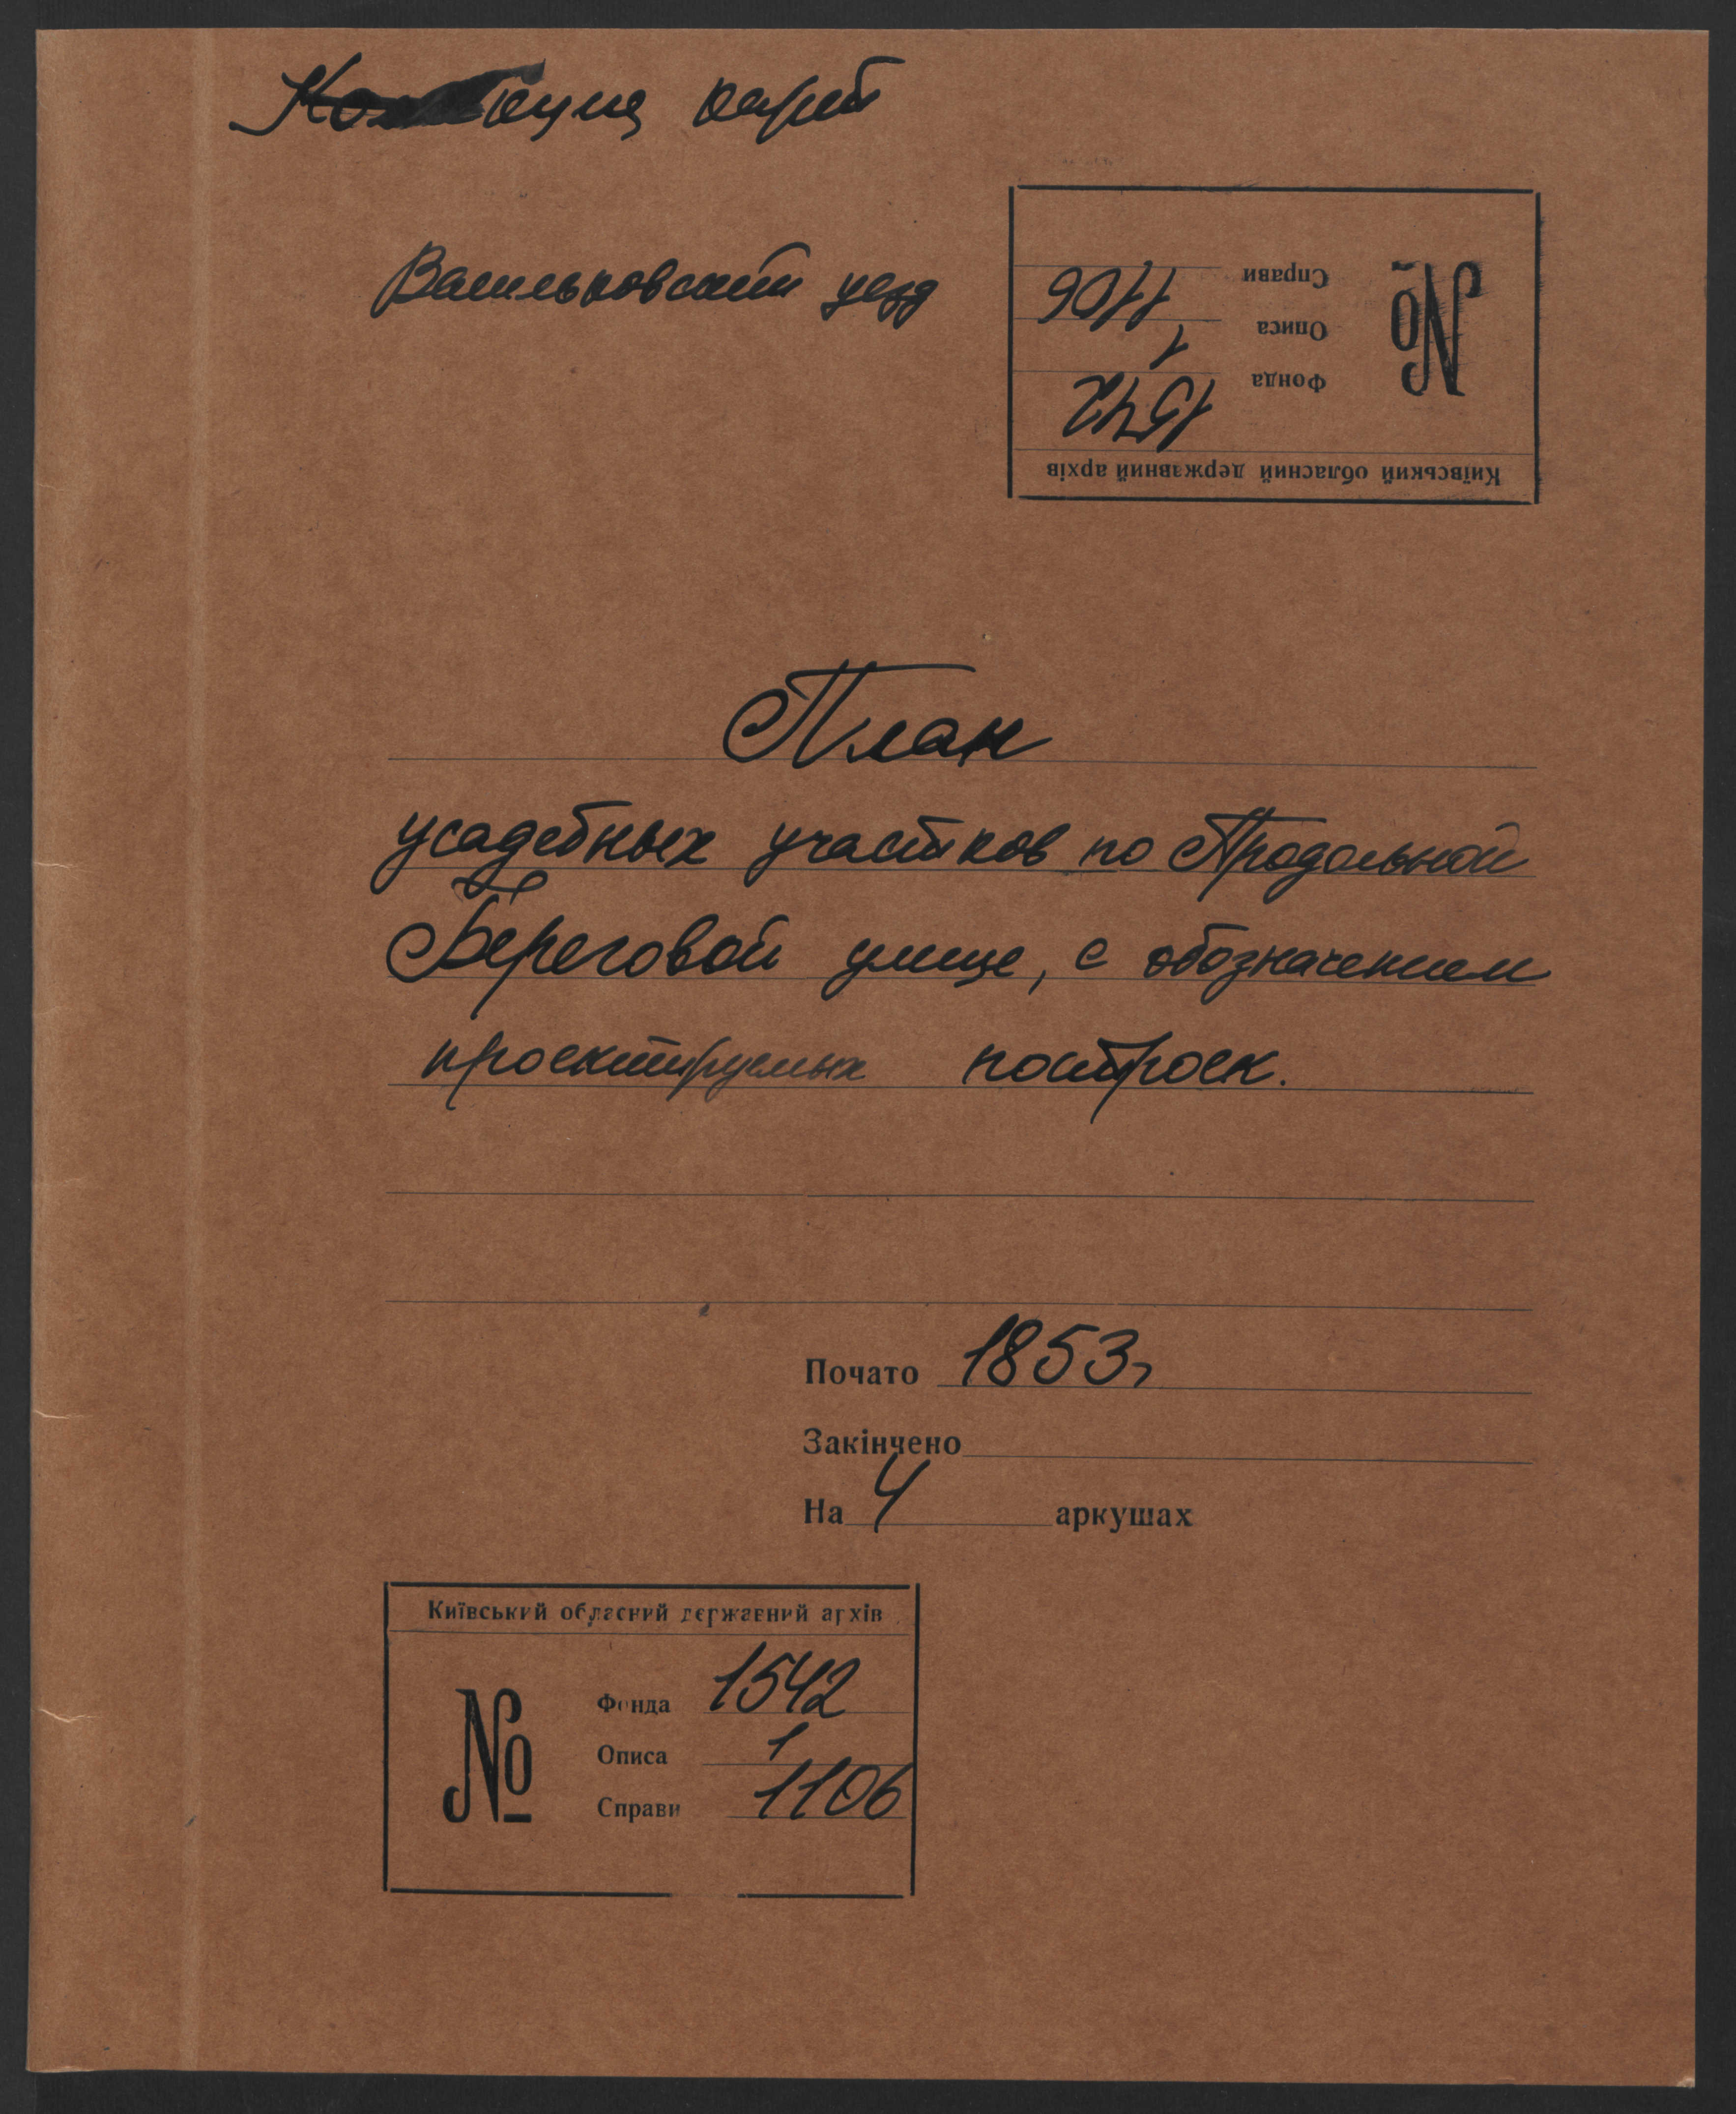 карт
Васильковский уезд
Київський обласний державний архів
№
Фонда 1542
Описа 1
Справи 1106
План
усадебных участков по Продольной
Береговой улице, с обозначением
проектируемых построек.
Почато 1853 г
Закінчено
На 4 аркушах
Київський обласний державний архів
№
Фонда 1542
Описа 1
Справи 1106